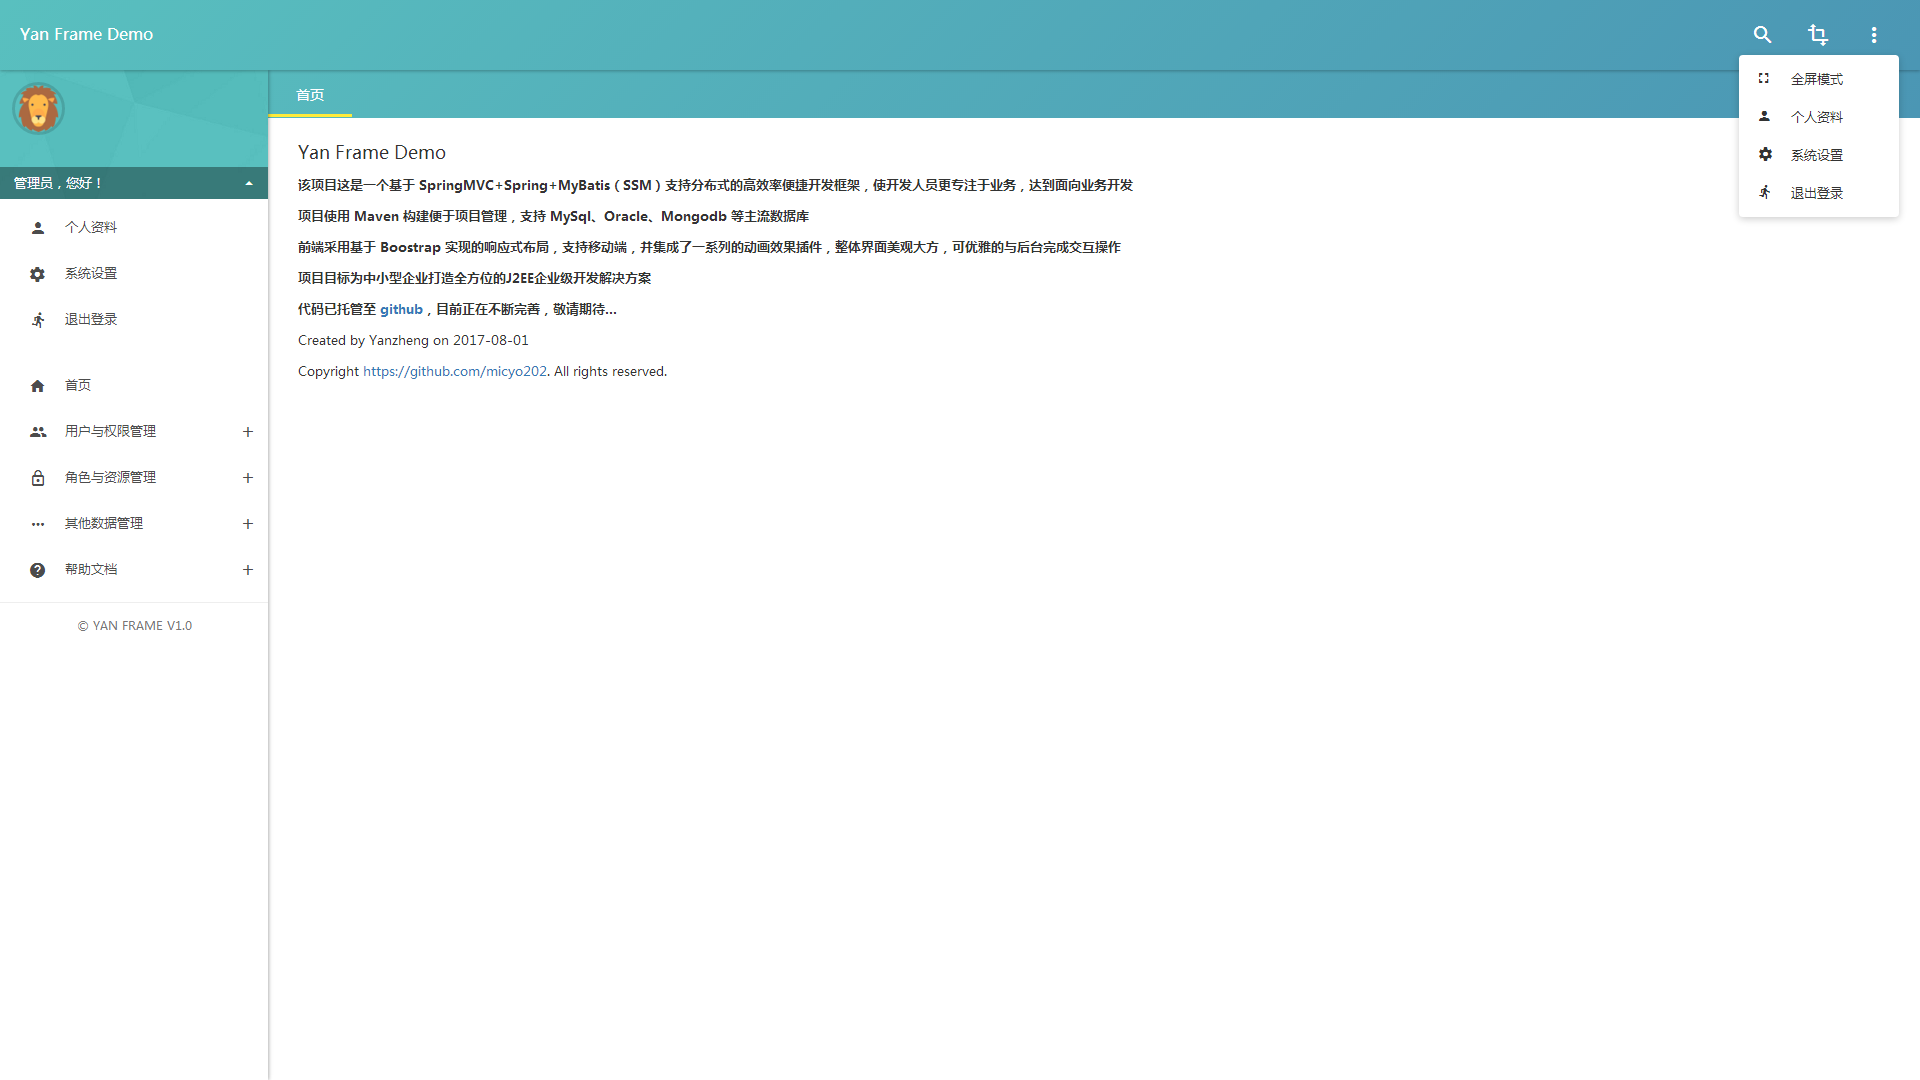 Yan Frame Demo
全屏模式
个人资料
系统设置
退出登录
管理员，您好！
个人资料
系统设置
退出登录
首页
用户与权限管理
角色与资源管理
其他数据管理
帮助文档
© YAN FRAME V1.0
首页
Yan Frame Demo
该项目这是一个基于 SpringMVC+Spring+MyBatis（SSM）支持分布式的高效率便捷开发框架，使开发人员更专注于业务，达到面向业务开发
项目使用 Maven 构建便于项目管理，支持 MySql、Oracle、Mongodb 等主流数据库
前端采用基于 Boostrap 实现的响应式布局，支持移动端，并集成了一系列的动画效果插件，整体界面美观大方，可优雅的与后台完成交互操作
项目目标为中小型企业打造全方位的J2EE企业级开发解决方案
代码已托管至 github，目前正在不断完善，敬请期待...
Created by Yanzheng on 2017-08-01
Copyright https://github.com/micyo202. All rights reserved.